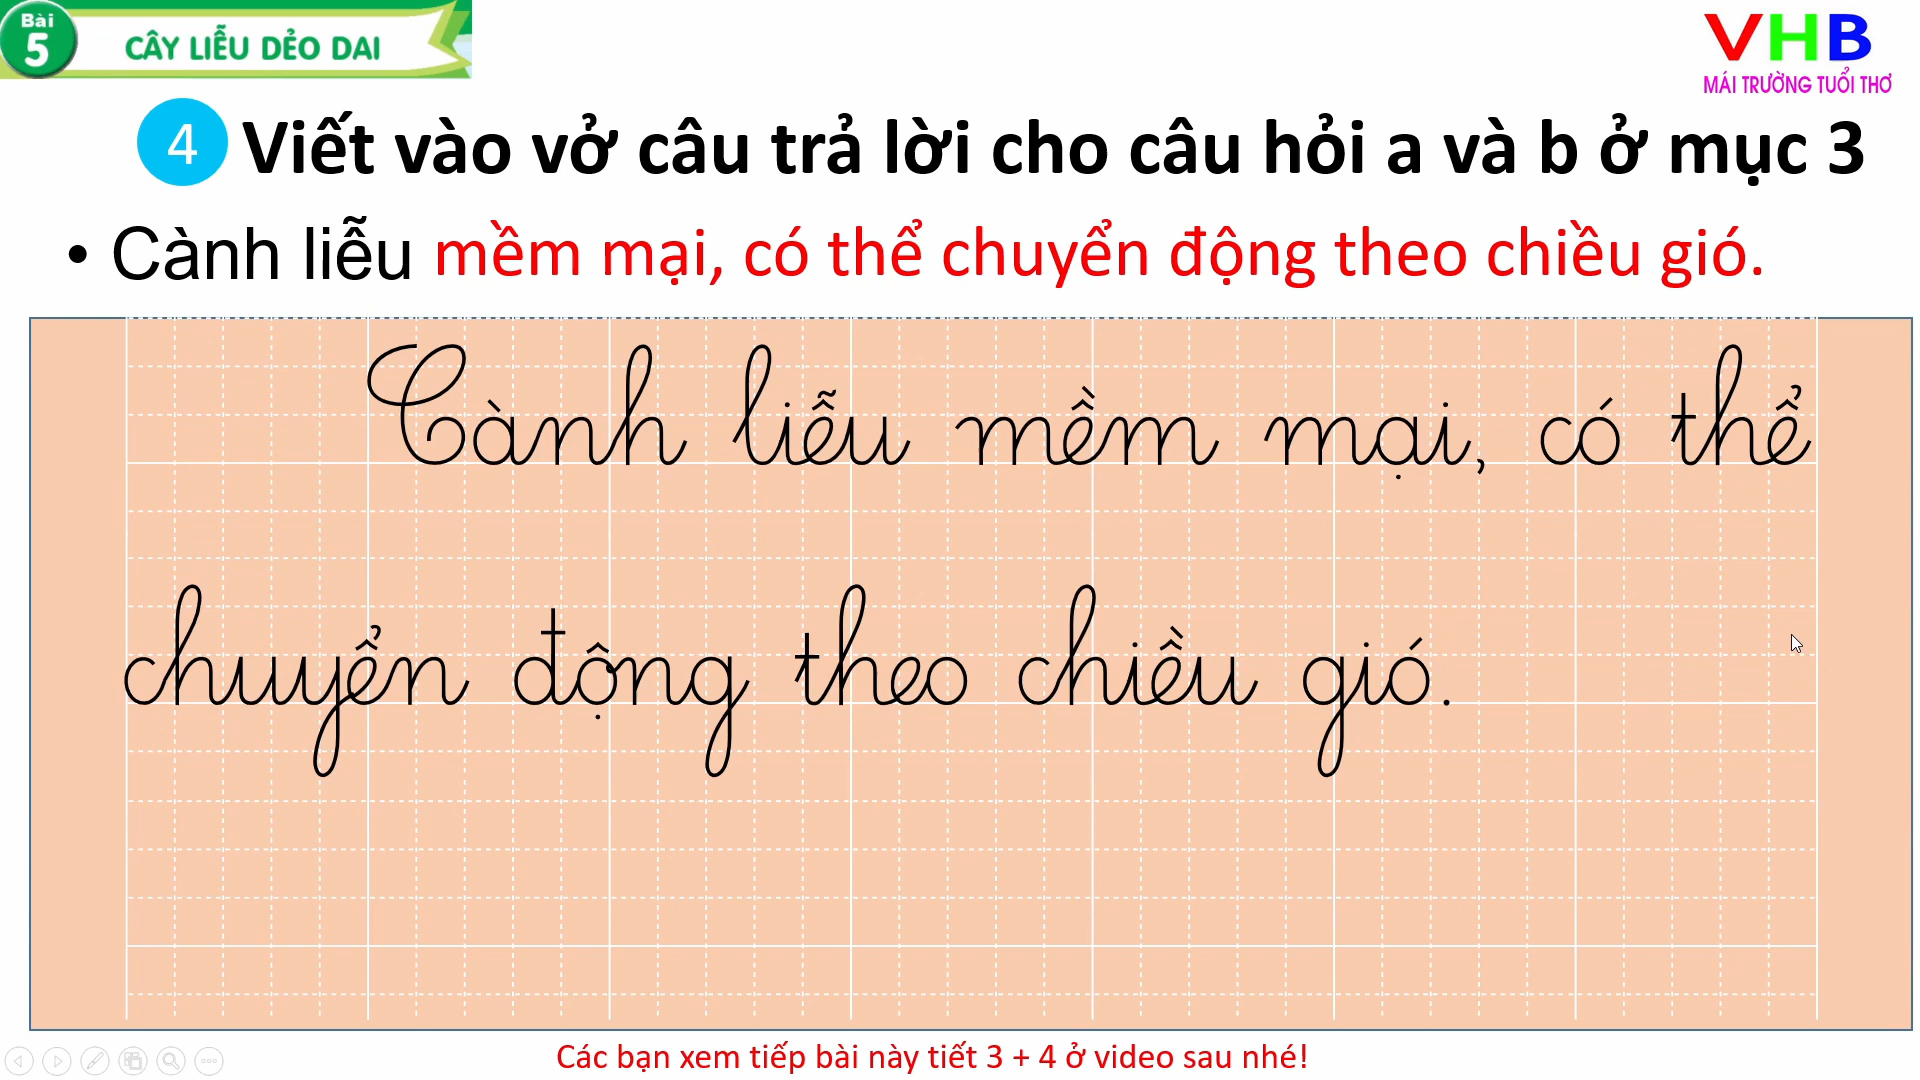 Bài
5
CÂY LIỄU DẺO DAI
VHB
MÁI TRƯỜNG TUỔI THƠ
4 Viết vào vở câu trả lời cho câu hỏi a và b ở mục 3
• Cành liễu mềm mại, có thể chuyển động theo chiều gió.
Cành liễu mềm mại, có thể
chuyển động theo chiều gió.
Các bạn xem tiếp bài này tiết 3 + 4 ở video sau nhé!